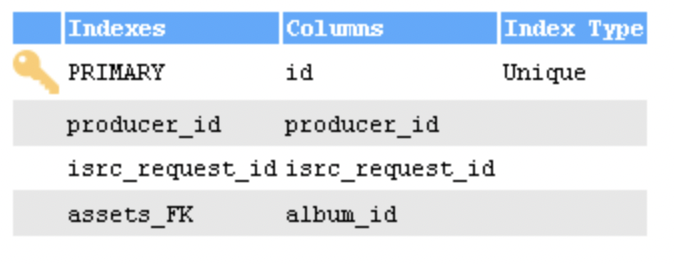 Indexes Columns Index Type
PRIMARY id Unique
producer_id producer_id
isrc_request_id isrc_request_id
assets_FK album_id